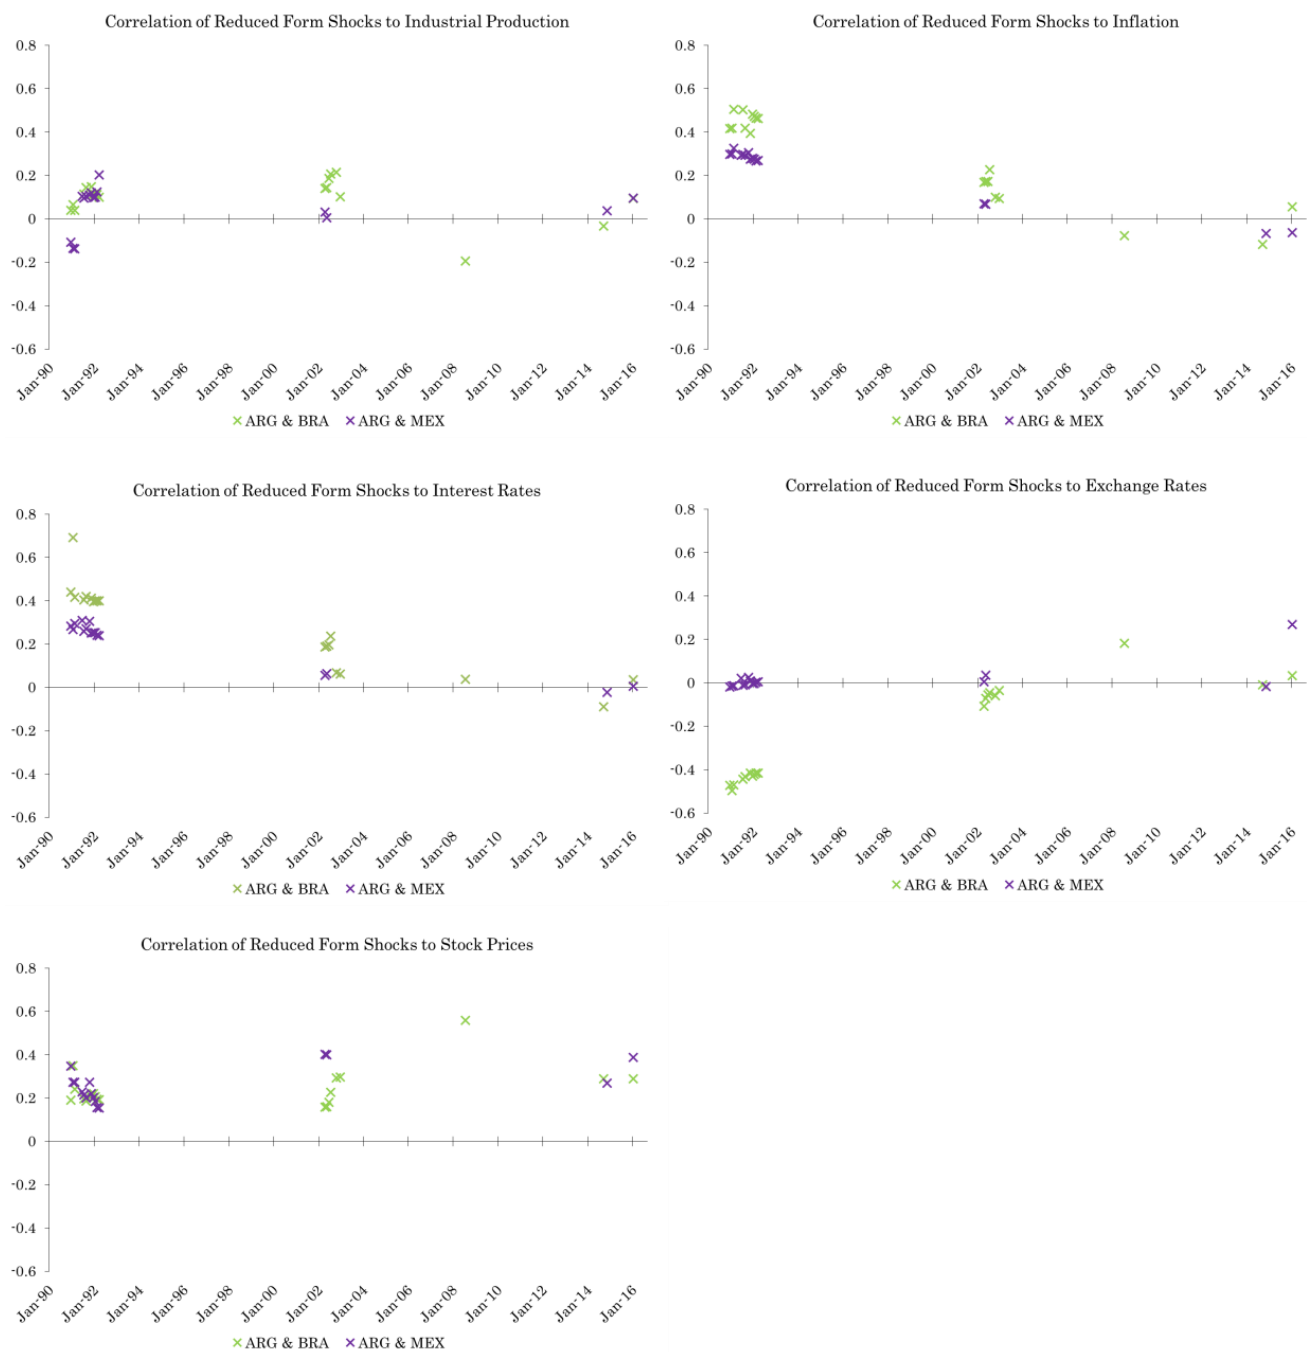 Correlation of Reduced Form Shocks to Industrial Production
0.8
0.6
0.4
0.2
0
-0.2
-0.4
-0.6
Jan-90 Jan-92 Jan-94 Jan-96 Jan-98 Jan-00 Jan-02 Jan-04 Jan-06 Jan-08 Jan-10 Jan-12 Jan-14 Jan-16
ARG & BRA ARG & MEX
Correlation of Reduced Form Shocks to Inflation
0.8
0.6
0.4
0.2
0
-0.2
-0.4
-0.6
Jan-90 Jan-92 Jan-94 Jan-96 Jan-98 Jan-00 Jan-02 Jan-04 Jan-06 Jan-08 Jan-10 Jan-12 Jan-14 Jan-16
ARG & BRA ARG & MEX
Correlation of Reduced Form Shocks to Interest Rates
0.8
0.6
0.4
0.2
0
-0.2
-0.4
-0.6
Jan-90 Jan-92 Jan-94 Jan-96 Jan-98 Jan-00 Jan-02 Jan-04 Jan-06 Jan-08 Jan-10 Jan-12 Jan-14 Jan-16
ARG & BRA ARG & MEX
Correlation of Reduced Form Shocks to Exchange Rates
0.8
0.6
0.4
0.2
0
-0.2
-0.4
-0.6
Jan-90 Jan-92 Jan-94 Jan-96 Jan-98 Jan-00 Jan-02 Jan-04 Jan-06 Jan-08 Jan-10 Jan-12 Jan-14 Jan-16
ARG & BRA ARG & MEX
Correlation of Reduced Form Shocks to Stock Prices
0.8
0.6
0.4
0.2
0
-0.2
-0.4
-0.6
Jan-90 Jan-92 Jan-94 Jan-96 Jan-98 Jan-00 Jan-02 Jan-04 Jan-06 Jan-08 Jan-10 Jan-12 Jan-14 Jan-16
ARG & BRA ARG & MEX